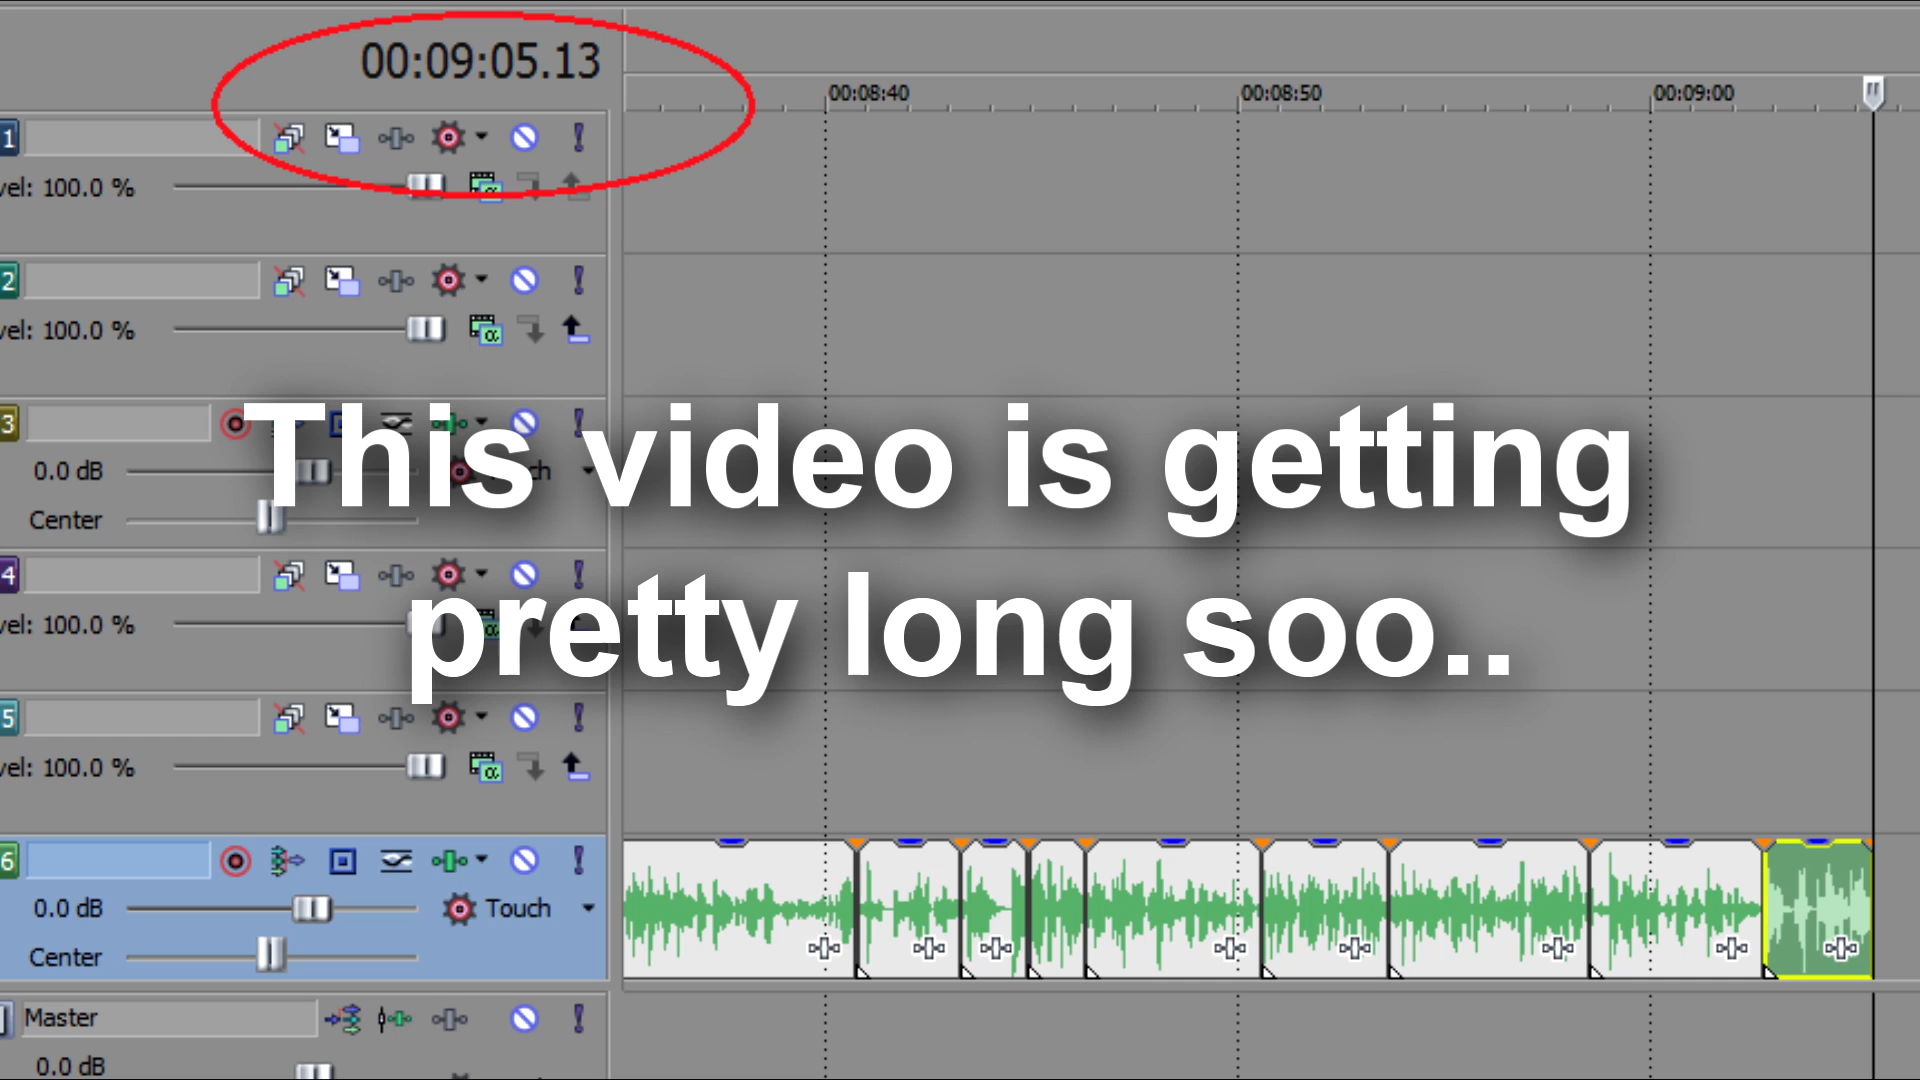 00:09:05.13
00:08:40 00:08:50 00:09:00
1
vel: 100.0 %
2
vel: 100.0 %
3
0.0 dB
Center
This video is getting
pretty long soo..
4
vel: 100.0 %
5
vel: 100.0 %
6
0.0 dB Touch
Center
Master
0.0 dB